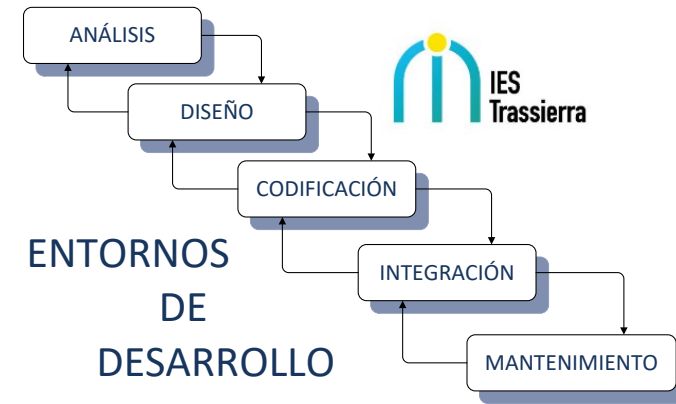 ANÁLISIS
DISEÑO
CODIFICACIÓN
INTEGRACIÓN
MANTENIMIENTO
IES
Trassierra
ENTORNOS
DE
DESARROLLO